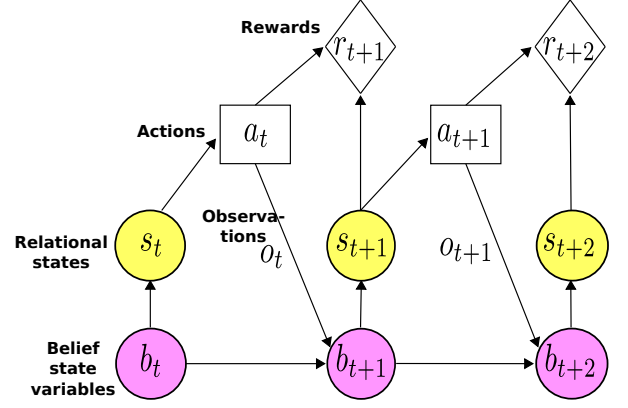 Rewards
r_{t+1}
r_{t+2}
Actions
a_t
a_{t+1}
Observa-
tions
o_t
o_{t+1}
Relational
states
s_t
s_{t+1}
s_{t+2}
Belief
state
variables
b_t
b_{t+1}
b_{t+2}